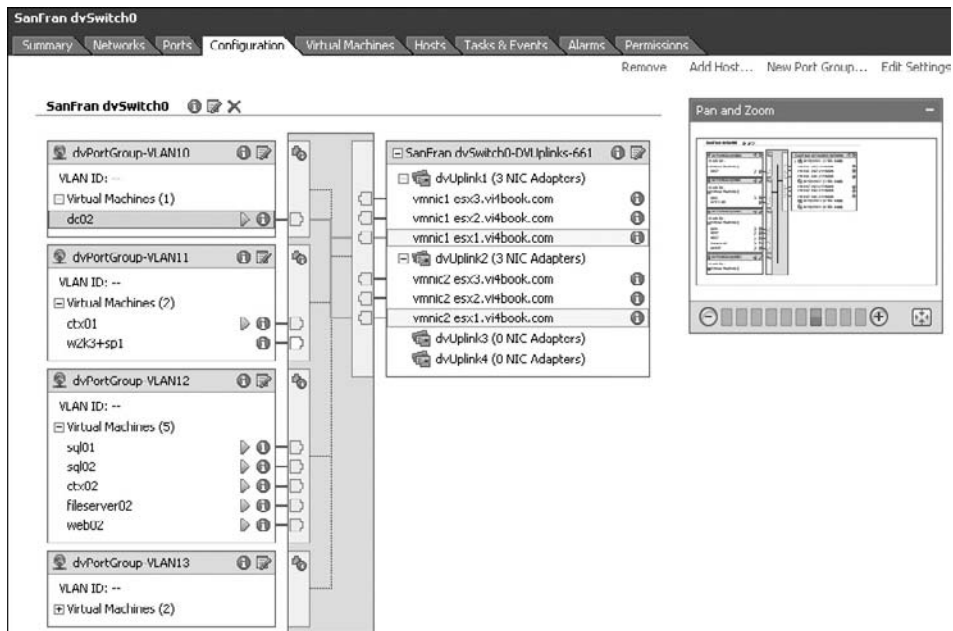 SanFran dvSwitch0
Summary Networks Ports Configuration Virtual Machines Hosts Tasks & Events Alarms Permissions
Remove Add Host... New Port Group... Edit Settings
SanFran dvSwitch0
dvPortGroup-VLAN10
VLAN ID: --
Virtual Machines (1)
dc02
dvPortGroup-VLAN11
VLAN ID: --
Virtual Machines (2)
ctx01
w2k3+sp1
dvPortGroup-VLAN12
VLAN ID: --
Virtual Machines (5)
sql01
sql02
ctx02
fileserver02
web02
dvPortGroup-VLAN13
VLAN ID: --
Virtual Machines (2)
SanFran dvSwitch0-DVUplinks-661
dvUplink1 (3 NIC Adapters)
vmnic1 esx3.vi4book.com
vmnic1 esx2.vi4book.com
vmnic1 esx1.vi4book.com
dvUplink2 (3 NIC Adapters)
vmnic2 esx3.vi4book.com
vmnic2 esx2.vi4book.com
vmnic2 esx1.vi4book.com
dvUplink3 (0 NIC Adapters)
dvUplink4 (0 NIC Adapters)
Pan and Zoom